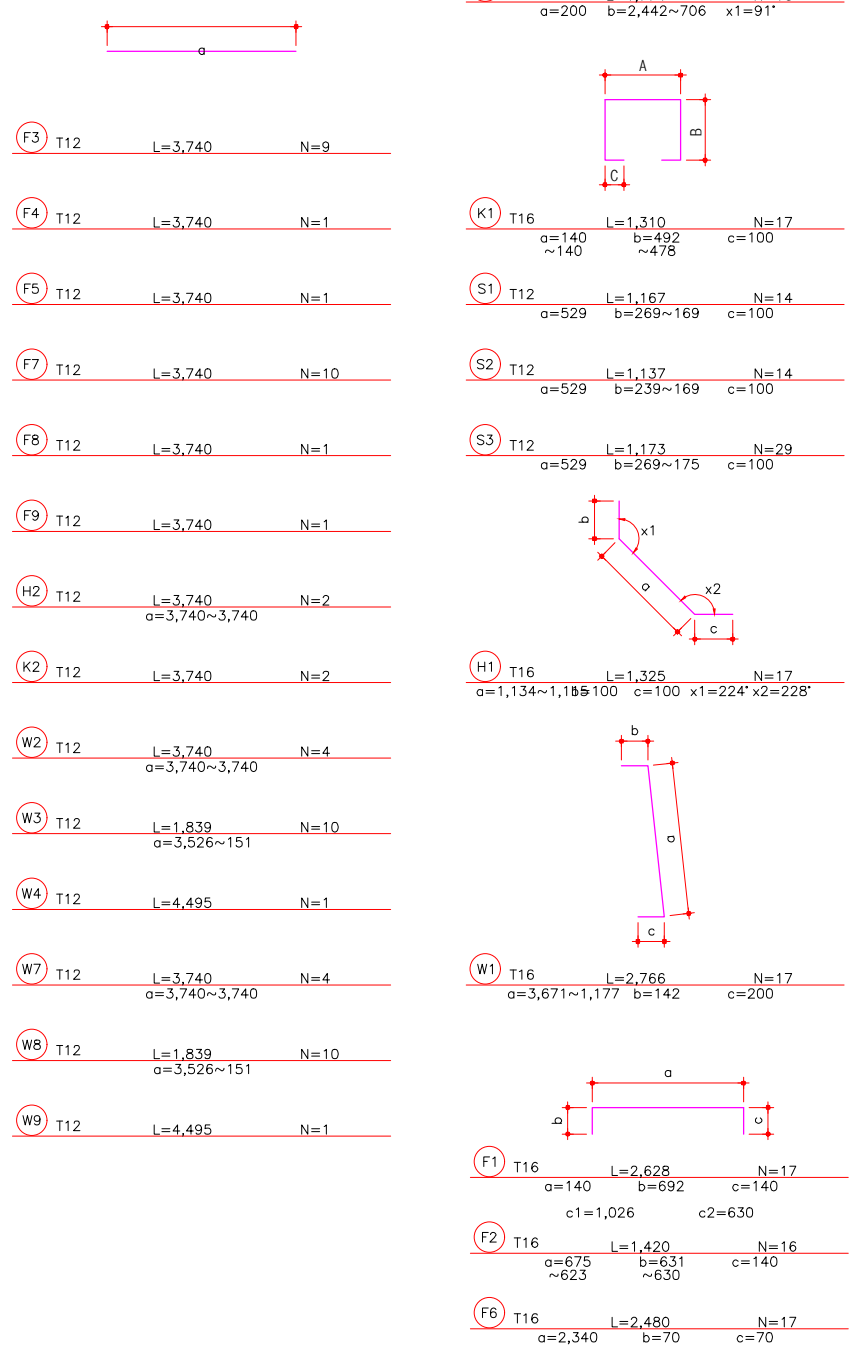 a
F3 T12 L=3,740 N=9
F4 T12 L=3,740 N=1
F5 T12 L=3,740 N=1
F7 T12 L=3,740 N=10
F8 T12 L=3,740 N=1
F9 T12 L=3,740 N=1
H2 T12 L=3,740 N=2
a=3,740~3,740
K2 T12 L=3,740 N=2
W2 T12 L=3,740 N=4
a=3,740~3,740
W3 T12 L=1,839 N=10
a=3,526~151
W4 T12 L=4,495 N=1
W7 T12 L=3,740 N=4
a=3,740~3,740
W8 T12 L=1,839 N=10
a=3,526~151
W9 T12 L=4,495 N=1
a=200 b=2,442~706 x1=91°
A
B
C
K1 T16 L=1,310 N=17
a=140 b=492 c=100
~140 ~478
S1 T12 L=1,167 N=14
a=529 b=269~169 c=100
S2 T12 L=1,137 N=14
a=529 b=239~169 c=100
S3 T12 L=1,173 N=29
a=529 b=269~175 c=100
b
x1
a
x2
c
H1 T16 L=1,325 N=17
a=1,134~1,115 b=100 c=100 x1=224° x2=228°
b
a
c
W1 T16 L=2,766 N=17
a=3,671~1,177 b=142 c=200
a
b
c
F1 T16 L=2,628 N=17
a=140 b=692 c=140
c1=1,026 c2=630
F2 T16 L=1,420 N=16
a=675 b=631 c=140
~623 ~630
F6 T16 L=2,480 N=17
a=2,340 b=70 c=70